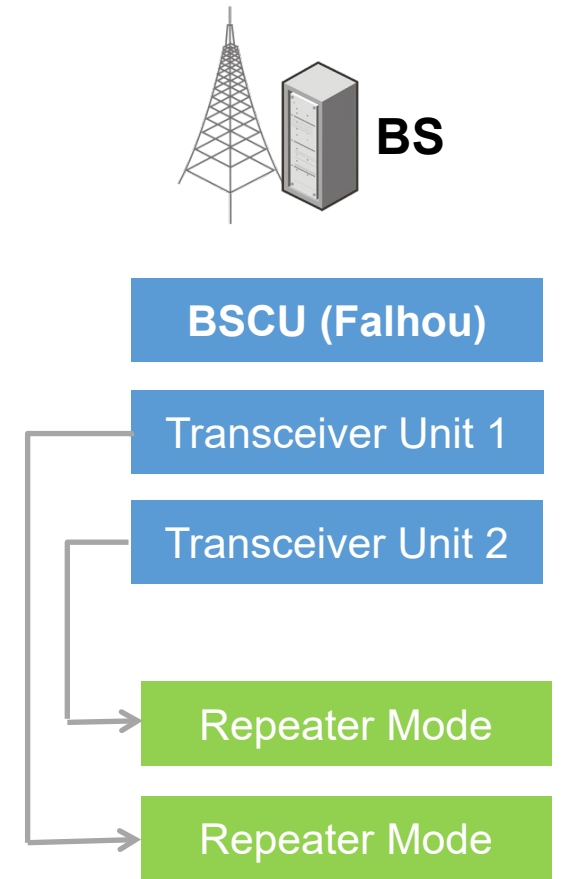 BS
BSCU (Falhou)
Transceiver Unit 1
Transceiver Unit 2
Repeater Mode
Repeater Mode